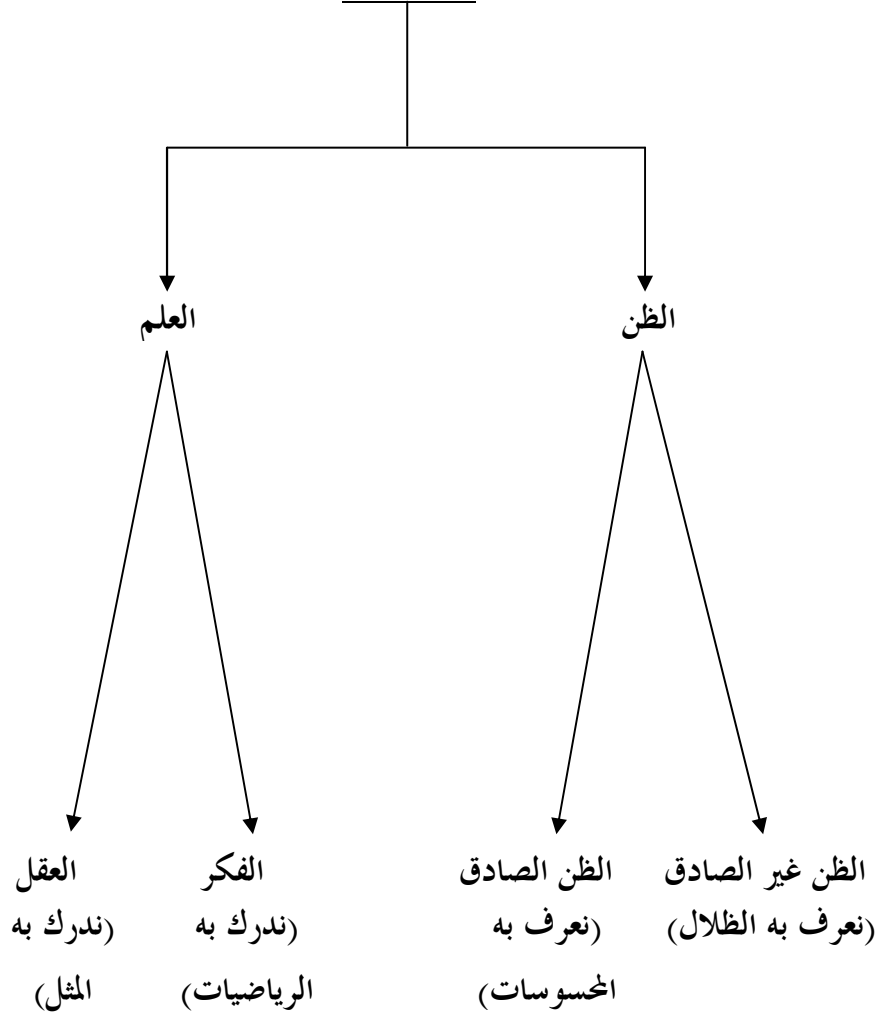 الظن
العلم
الظن غير الصادق
(نعرف به الظلال)
الظن الصادق
(نعرف به
المحسوسات)
الفكر
(ندرك به
الرياضيات)
العقل
(ندرك به
المثل)